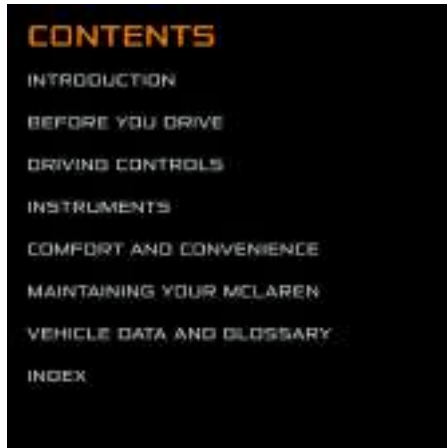 CONTENTS
INTRODUCTION
BEFORE YOU DRIVE
DRIVING CONTROLS
INSTRUMENTS
COMFORT AND CONVENIENCE
MAINTAINING YOUR MCLAREN
VEHICLE DATA AND GLOSSARY
INDEX